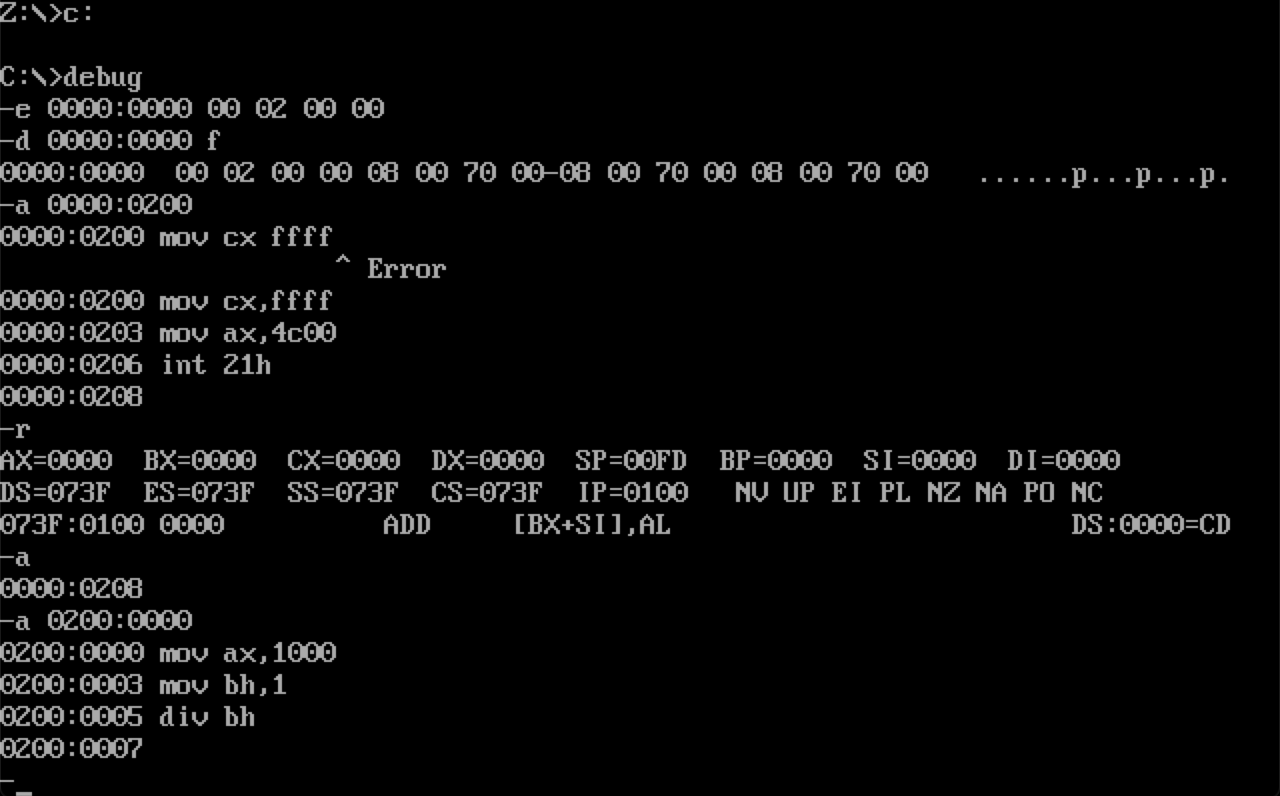 Z:\>c:
C:\>debug
-e 0000:0000 00 02 00 00
-d 0000:0000 f
0000:0000  00 02 00 00 08 00 70 00-08 00 70 00 08 00 70 00   ......p...p...p.
-a 0000:0200
0000:0200 mov cx ffff
                     ^ Error
0000:0200 mov cx,ffff
0000:0203 mov ax,4c00
0000:0206 int 21h
0000:0208
-r
AX=0000  BX=0000  CX=0000  DX=0000  SP=00FD  BP=0000  SI=0000  DI=0000
DS=073F  ES=073F  SS=073F  CS=073F  IP=0100   NV UP EI PL NZ NA PO NC
073F:0100 0000          ADD     [BX+SI],AL                         DS:0000=CD
-a
0000:0208
-a 0200:0000
0200:0000 mov ax,1000
0200:0003 mov bh,1
0200:0005 div bh
0200:0007
-_